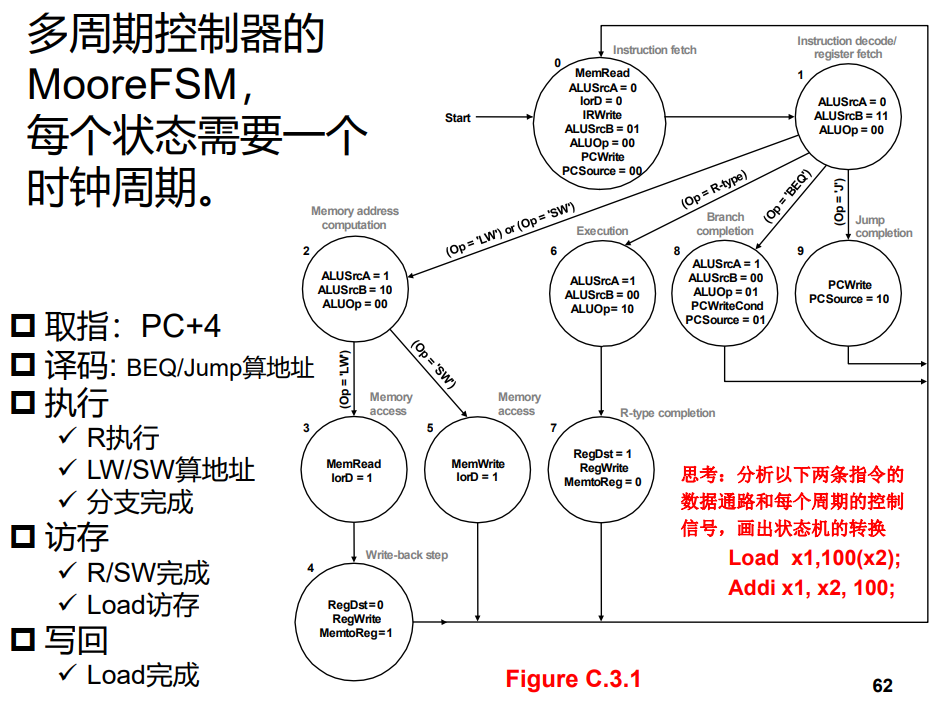 多周期控制器的
MooreFSM，
每个状态需要一个
时钟周期。
取指：PC+4
译码: BEQ/Jump算地址
执行
R执行
LW/SW算地址
分支完成
访存
R/SW完成
Load访存
写回
Load完成
Start
0
Instruction fetch
MemRead
ALUSrcA = 0
IorD = 0
IRWrite
ALUSrcB = 01
ALUOp = 00
PCWrite
PCSource = 00
Instruction decode/
register fetch
1
ALUSrcA = 0
ALUSrcB = 11
ALUOp = 00
(Op = 'LW') or (Op = 'SW')
(Op = R-type)
(Op = 'BEQ')
(Op = 'J')
Memory address
computation
2
ALUSrcA = 1
ALUSrcB = 10
ALUOp = 00
Execution
6
ALUSrcA =1
ALUSrcB = 00
ALUOp= 10
Branch
completion
8
ALUSrcA = 1
ALUSrcB = 00
ALUOp = 01
PCWriteCond
PCSource = 01
Jump
completion
9
PCWrite
PCSource = 10
(Op = 'LW')
(Op = 'SW')
Memory
access
3
MemRead
IorD = 1
Memory
access
5
MemWrite
IorD = 1
R-type completion
7
RegDst = 1
RegWrite
MemtoReg = 0
Write-back step
4
RegDst=0
RegWrite
MemtoReg=1
思考：分析以下两条指令的
数据通路和每个周期的控制
信号，画出状态机的转换
Load x1,100(x2);
Addi x1, x2, 100;
Figure C.3.1
62